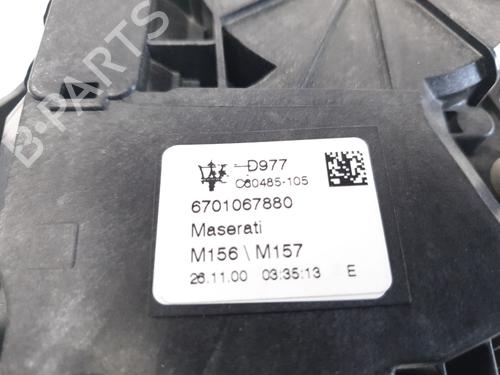 B-PARTS
D977
C60485-105
6701067880
Maserati
M156 \ M157
26.11.00 03:35:13 E